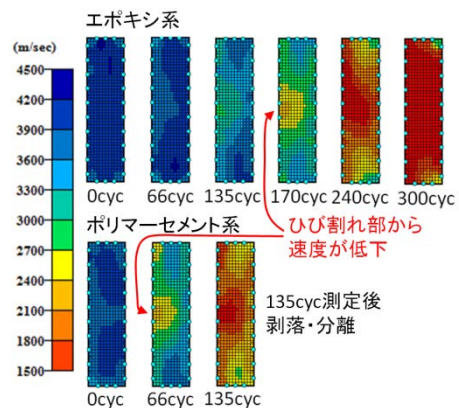 エポキシ系
(m/sec)
4500
4200
3900
3600
3300
3000
2700
2400
2100
1800
1500
0cyc 66cyc 135cyc 170cyc 240cyc 300cyc
ポリマーセメント系
ひび割れ部から
速度が低下
135cyc測定後
剥落・分離
0cyc 66cyc 135cyc